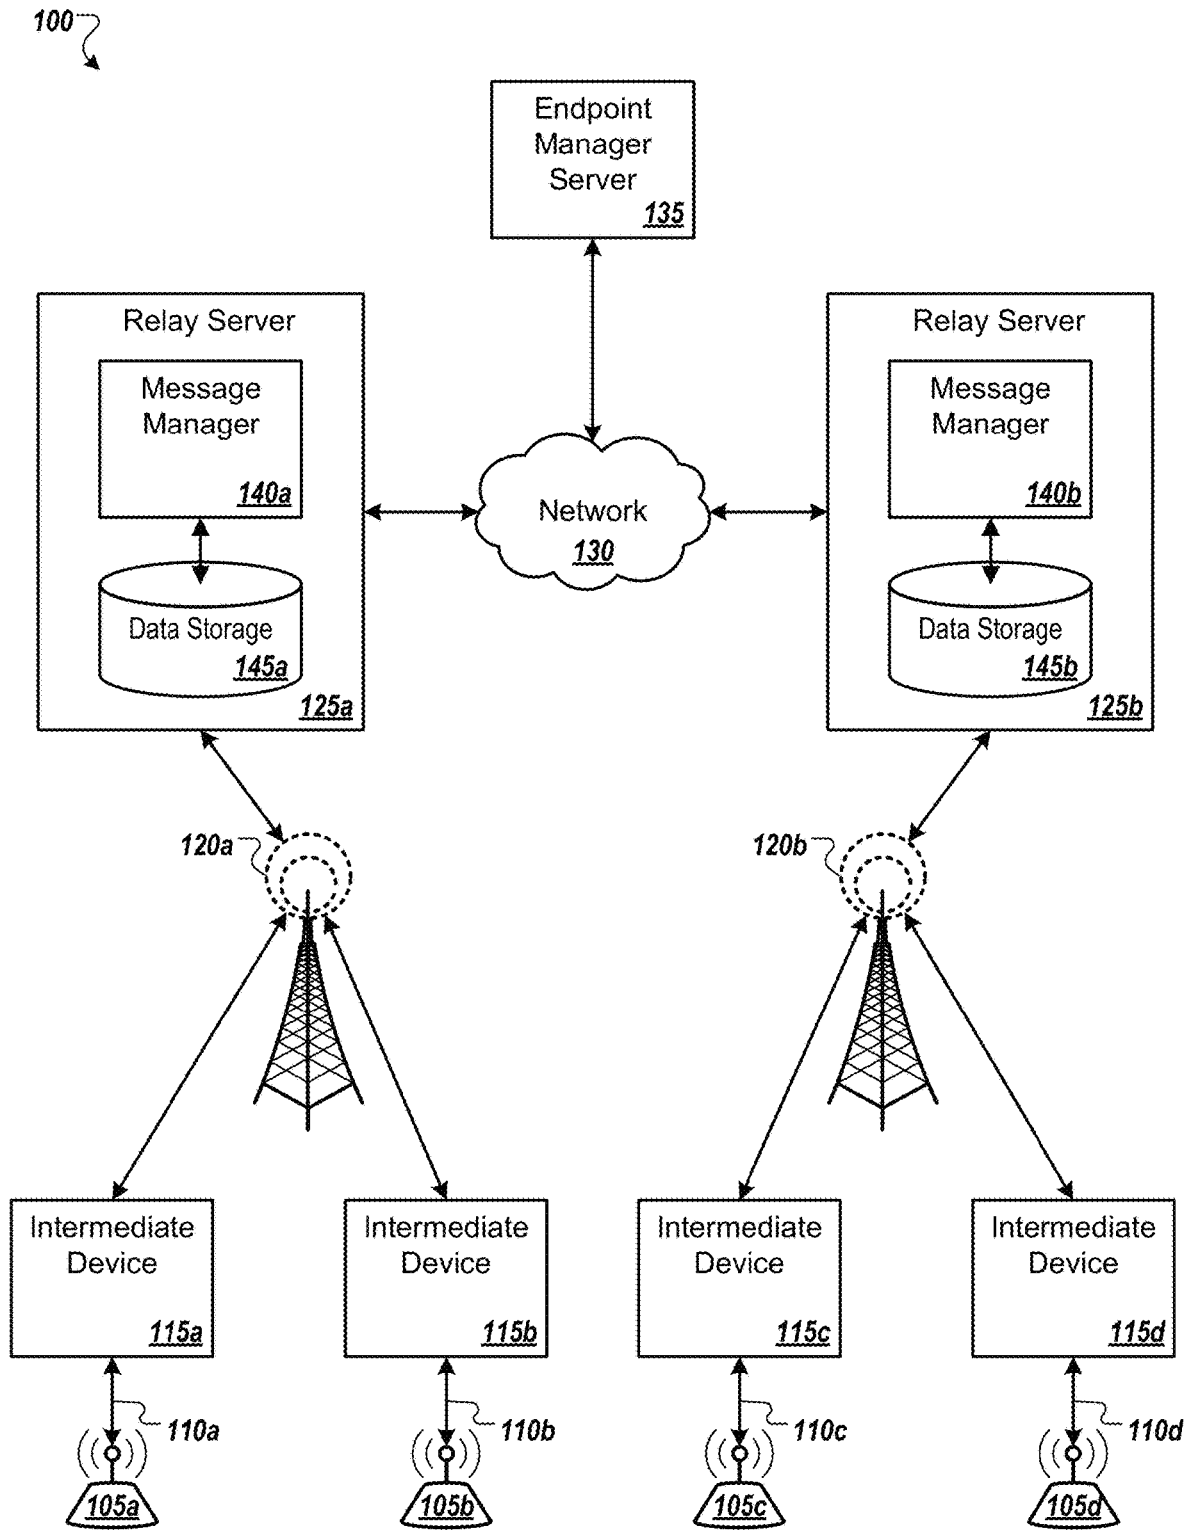 100
Endpoint
Manager
Server
135
Relay Server
Message
Manager
140a
Data Storage
145a
125a
Network
130
Relay Server
Message
Manager
140b
Data Storage
145b
125b
120a
120b
Intermediate
Device
115a
Intermediate
Device
115b
Intermediate
Device
115c
Intermediate
Device
115d
110a
110b
110c
110d
105a
105b
105c
105d